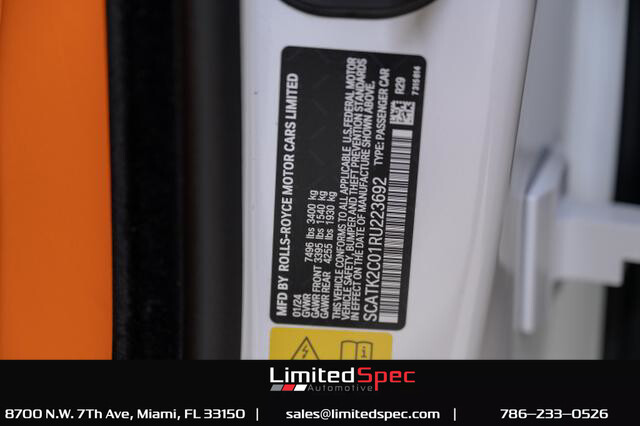 MFD BY ROLLS-ROYCE MOTOR CARS LIMITED
01/24
GVWR 7496 lbs 3400 kg
GAWR FRONT 3395 lbs 1540 kg
GAWR REAR 4255 lbs 1930 kg
THIS VEHICLE CONFORMS TO ALL APPLICABLE U.S.FEDERAL MOTOR
VEHICLE SAFETY, BUMPER AND THEFT PREVENTION STANDARDS
IN EFFECT ON THE DATE OF MANUFACTURE SHOWN ABOVE.
SCATK2C01RU223692 TYPE: PASSENGER CAR
R29
7315614
LimitedSpec
Automotive
8700 N.W. 7Th Ave, Miami, FL 33150 | sales@limitedspec.com | 786-233-0526